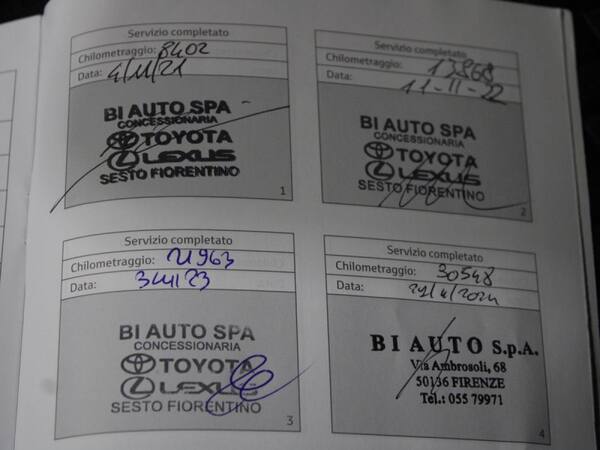 Servizio completato
Chilometraggio: 8402
Data: 4/11/21
BI AUTO SPA
CONCESSIONARIA
TOYOTA
LEXUS
SESTO FIORENTINO
1
Servizio completato
Chilometraggio: 13868
Data: 11-11-22
BI AUTO SPA
CONCESSIONARIA
TOYOTA
LEXUS
SESTO FIORENTINO
2
Servizio completato
Chilometraggio: 21963
Data:
BI AUTO SPA
CONCESSIONARIA
TOYOTA
LEXUS
SESTO FIORENTINO
3
Servizio completato
Chilometraggio: 30548
Data:
BI AUTO S.p.A.
Via Ambrosoli, 68
50136 FIRENZE
Tel.: 055 79971
4